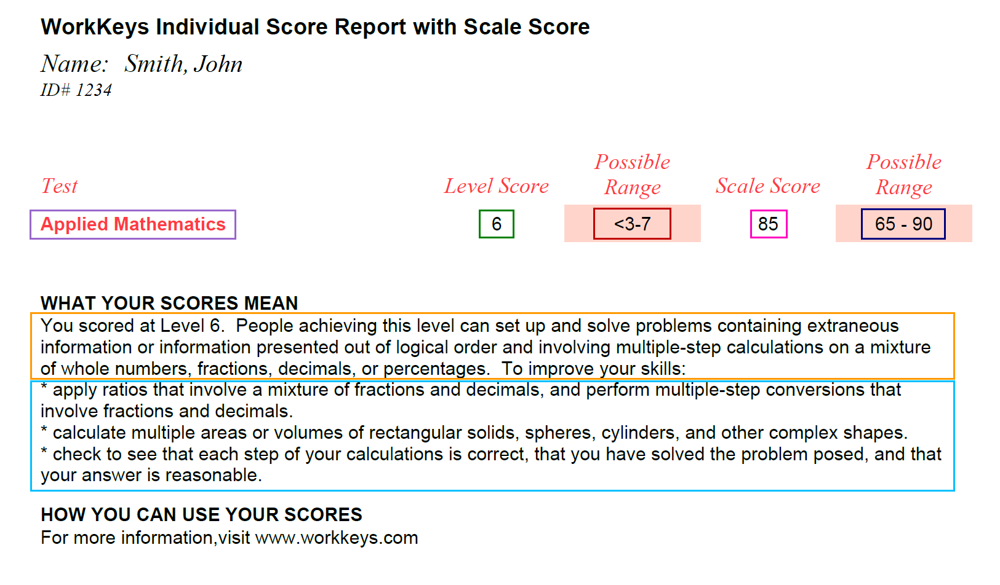 WorkKeys Individual Score Report with Scale Score
Name: Smith, John
ID# 1234
Test Level Score Possible Range Scale Score Possible Range
Applied Mathematics 6 <3-7 85 65 - 90
WHAT YOUR SCORES MEAN
You scored at Level 6. People achieving this level can set up and solve problems containing extraneous
information or information presented out of logical order and involving multiple-step calculations on a mixture
of whole numbers, fractions, decimals, or percentages. To improve your skills:
* apply ratios that involve a mixture of fractions and decimals, and perform multiple-step conversions that
involve fractions and decimals.
* calculate multiple areas or volumes of rectangular solids, spheres, cylinders, and other complex shapes.
* check to see that each step of your calculations is correct, that you have solved the problem posed, and that
your answer is reasonable.
HOW YOU CAN USE YOUR SCORES
For more information,visit www.workkeys.com